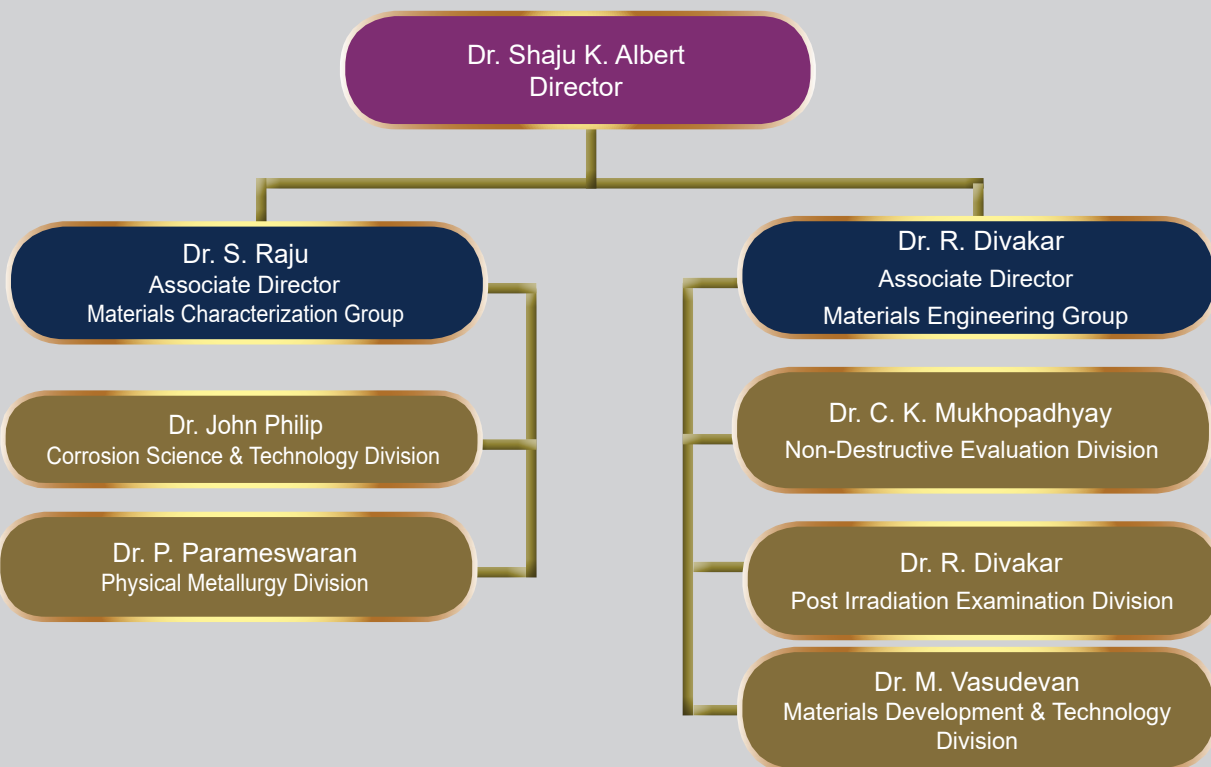 Dr. Shaju K. Albert
Director
Dr. S. Raju
Associate Director
Materials Characterization Group
Dr. John Philip
Corrosion Science & Technology Division
Dr. P. Parameswaran
Physical Metallurgy Division
Dr. R. Divakar
Associate Director
Materials Engineering Group
Dr. C. K. Mukhopadhyay
Non-Destructive Evaluation Division
Dr. R. Divakar
Post Irradiation Examination Division
Dr. M. Vasudevan
Materials Development & Technology
Division